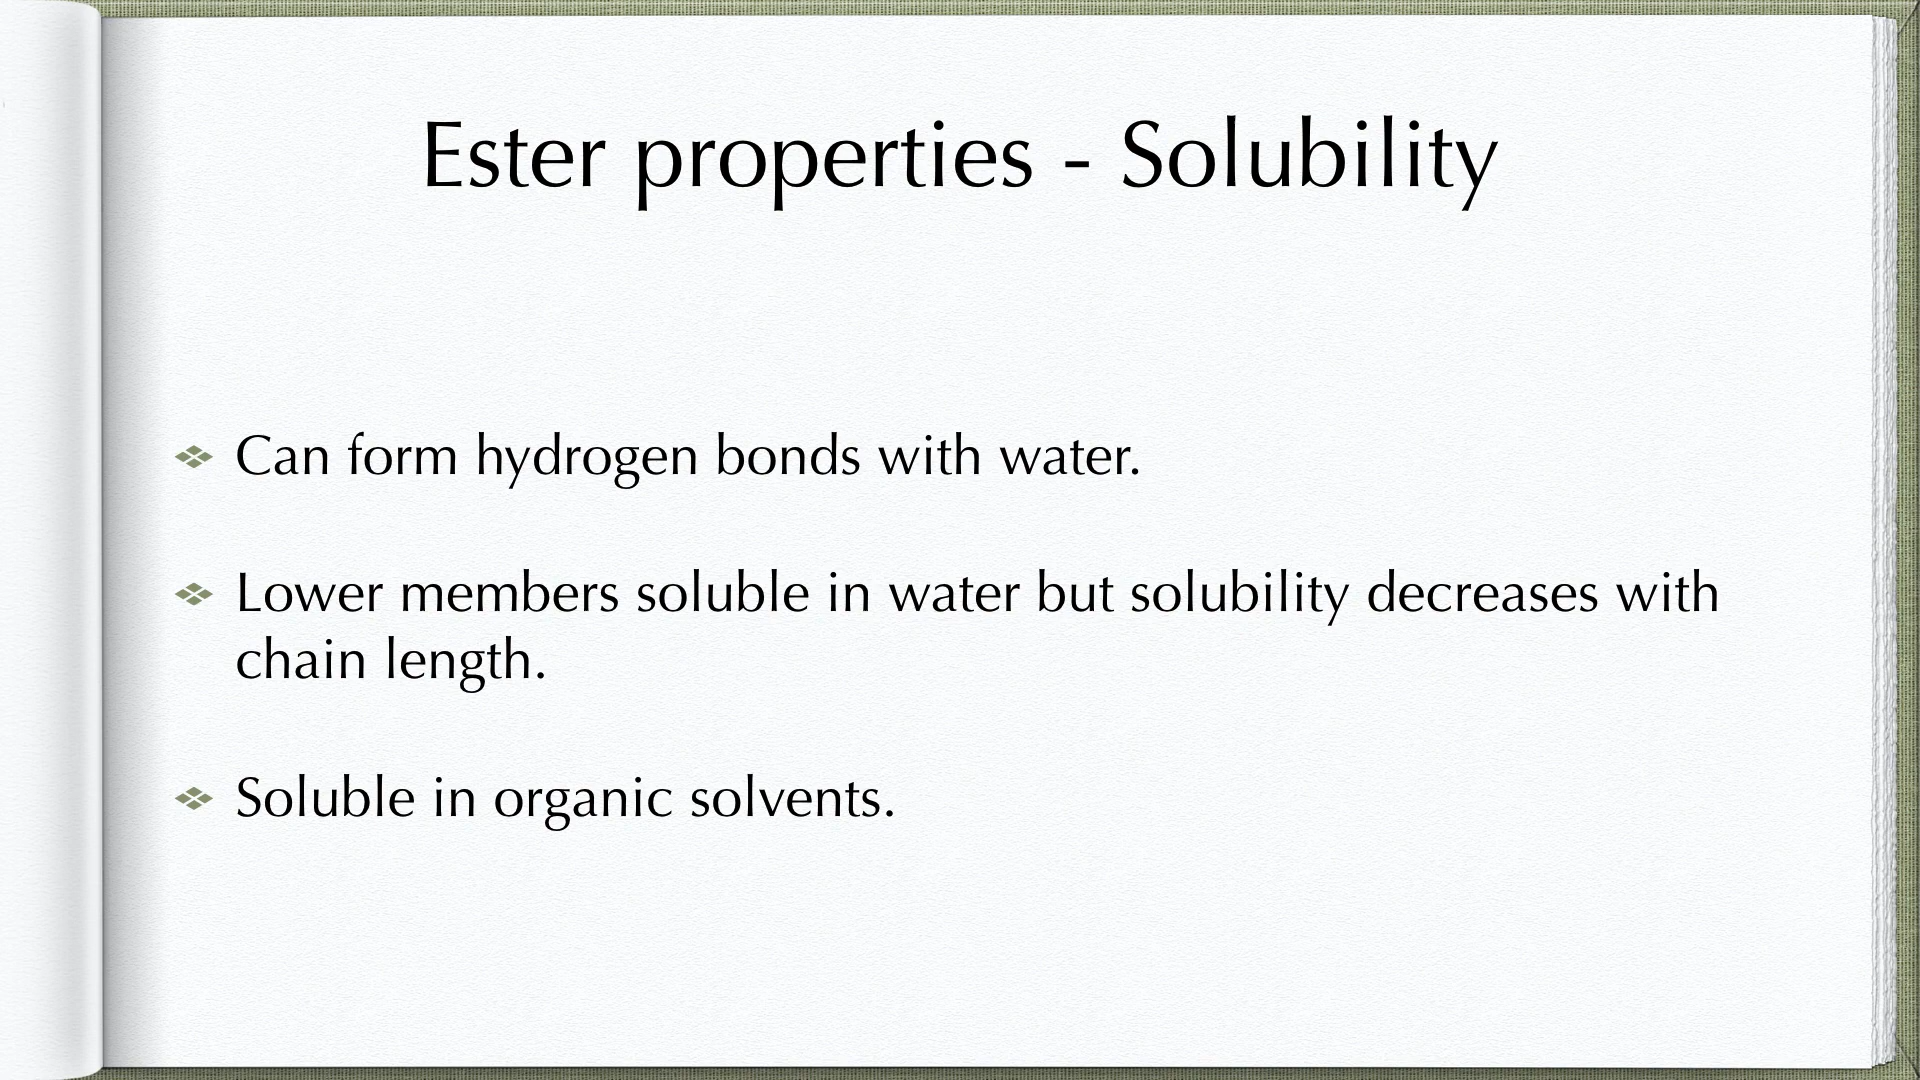 Ester properties - Solubility
Can form hydrogen bonds with water.
Lower members soluble in water but solubility decreases with
chain length.
Soluble in organic solvents.